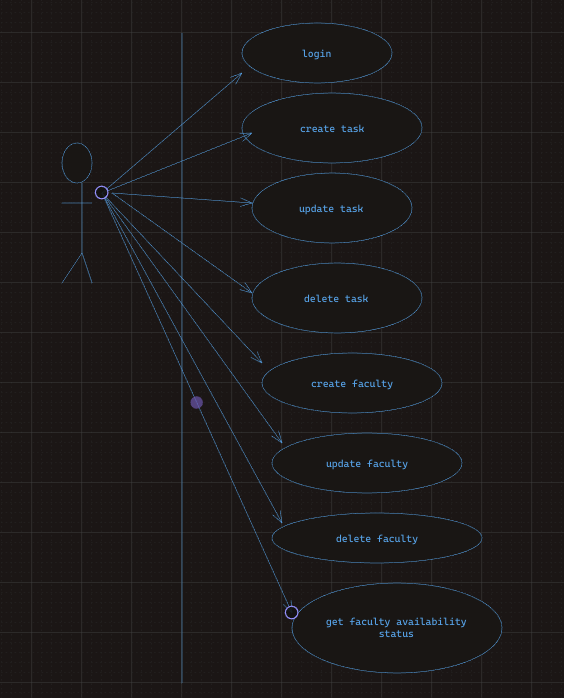 login
create task
update task
delete task
create faculty
update faculty
delete faculty
get faculty availability
status